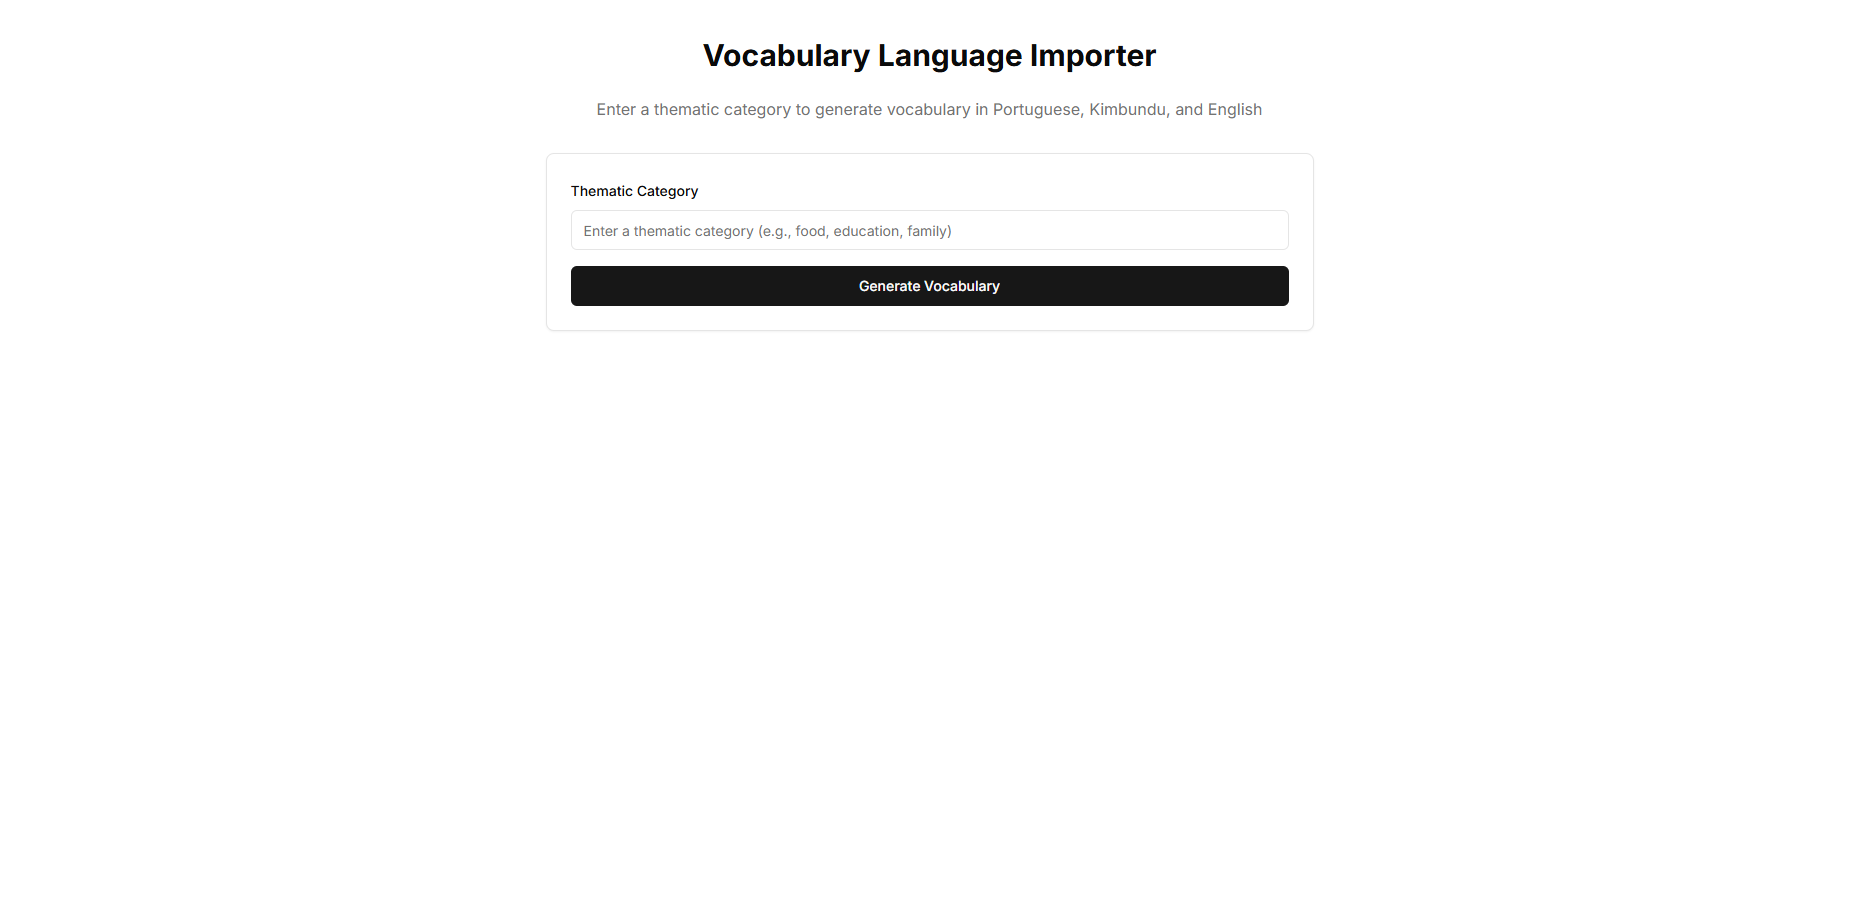 Vocabulary Language Importer
Enter a thematic category to generate vocabulary in Portuguese, Kimbundu, and English
Thematic Category
Enter a thematic category (e.g., food, education, family)
Generate Vocabulary